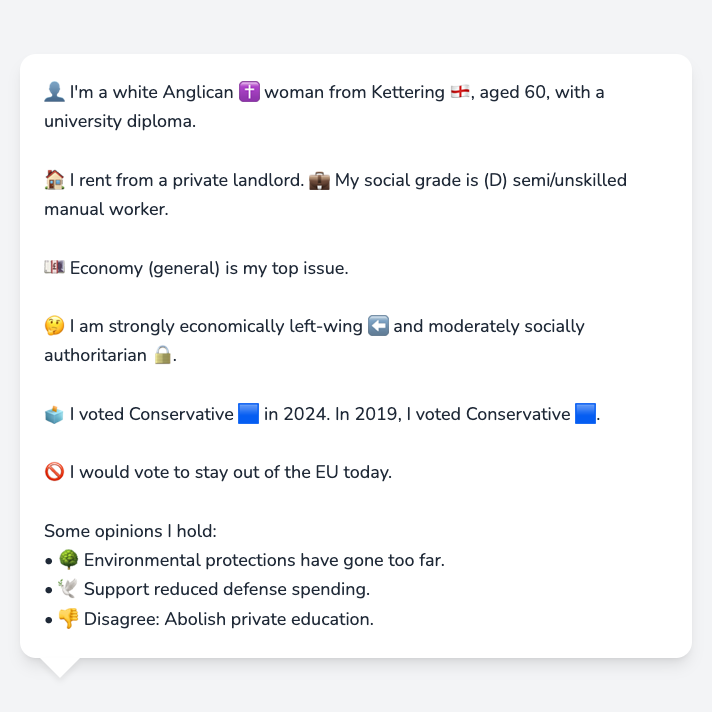 👤 I'm a white Anglican ✝️ woman from Kettering 🏴󠁧󠁢󠁥󠁮󠁧󠁿, aged 60, with a
university diploma.
🏠 I rent from a private landlord. 💼 My social grade is (D) semi/unskilled
manual worker.
💷 Economy (general) is my top issue.
🤔 I am strongly economically left-wing ⬅️ and moderately socially
authoritarian 🔒.
🗳️ I voted Conservative 🟦 in 2024. In 2019, I voted Conservative 🟦.
🚫 I would vote to stay out of the EU today.
Some opinions I hold:
• 🌳 Environmental protections have gone too far.
• 🕊️ Support reduced defense spending.
• 👎 Disagree: Abolish private education.